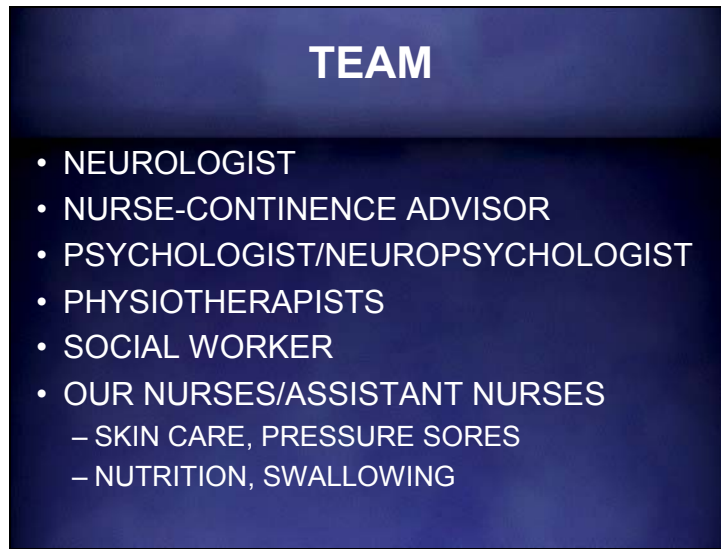 TEAM
• NEUROLOGIST
• NURSE-CONTINENCE ADVISOR
• PSYCHOLOGIST/NEUROPSYCHOLOGIST
• PHYSIOTHERAPISTS
• SOCIAL WORKER
• OUR NURSES/ASSISTANT NURSES
– SKIN CARE, PRESSURE SORES
– NUTRITION, SWALLOWING